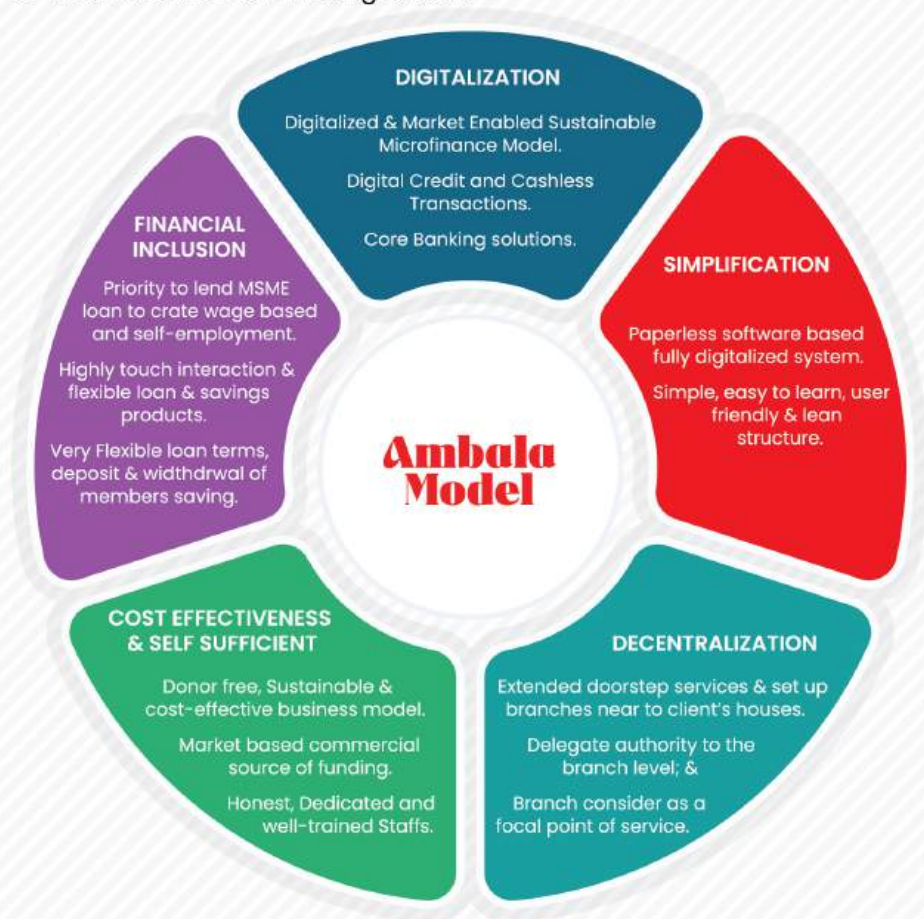 DIGITALIZATION
Digitalized & Market Enabled Sustainable
Microfinance Model.
Digital Credit and Cashless
Transactions.
Core Banking solutions.
SIMPLIFICATION
Paperless software based
fully digitalized system.
Simple, easy to learn, user
friendly & lean
structure.
DECENTRALIZATION
Extended doorstep services & set up
branches near to client's houses.
Delegate authority to the
branch level; &
Branch consider as a
focal point of service.
COST EFFECTIVENESS
& SELF SUFFICIENT
Donor free, Sustainable &
cost-effective business model.
Market based commercial
source of funding.
Honest, Dedicated and
well-trained Staffs.
FINANCIAL
INCLUSION
Priority to lend MSME
loan to crate wage based
and self-employment.
Highly touch interaction &
flexible loan & savings
products.
Very Flexible loan terms,
deposit & widthdrwal of
members saving.
Ambala
Model